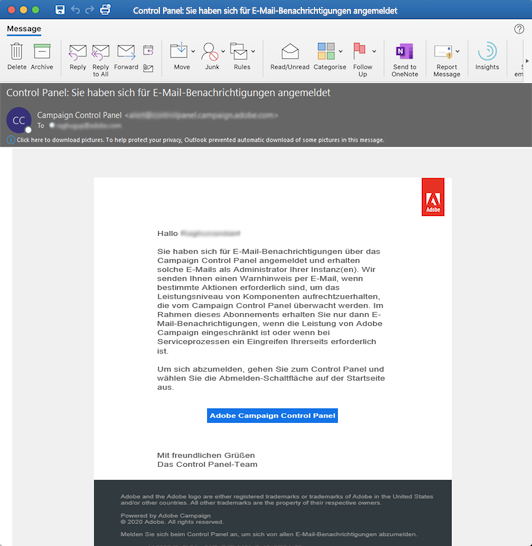 Control Panel: Sie haben sich für E-Mail-Benachrichtigungen angemeldet
Message
Delete Archive Reply Reply to All Forward Move Junk Rules Read/Unread Categorise Follow Up Send to OneNote Report Message Insights
Control Panel: Sie haben sich für E-Mail-Benachrichtigungen angemeldet
CC
Campaign Control Panel
To
Click here to download pictures. To help protect your privacy, Outlook prevented automatic download of some pictures in this message.
Adobe
Hallo
Sie haben sich für E-Mail-Benachrichtigungen über das
Campaign Control Panel angemeldet und erhalten
solche E-Mails als Administrator Ihrer Instanz(en). Wir
senden Ihnen einen Warnhinweis per E-Mail, wenn
bestimmte Aktionen erforderlich sind, um das
Leistungsniveau von Komponenten aufrechtzuerhalten,
die vom Campaign Control Panel überwacht werden. Im
Rahmen dieses Abonnements erhalten Sie nur dann E-
Mail-Benachrichtigungen, wenn die Leistung von Adobe
Campaign eingeschränkt ist oder wenn bei
Serviceprozessen ein Eingreifen Ihrerseits erforderlich
ist.
Um sich abzumelden, gehen Sie zum Control Panel und
wählen Sie die Abmelden-Schaltfläche auf der Startseite
aus.
Adobe Campaign Control Panel
Mit freundlichen Grüßen
Das Control Panel-Team
Adobe and the Adobe logo are either registered trademarks or trademarks of Adobe in the United States
and/or other countries. All other trademarks are the property of their respective owners.
Powered by Adobe Campaign
© 2020 Adobe. All rights reserved.
Melden Sie sich beim Control Panel an, um sich von allen E-Mail-Benachrichtigungen abzumelden.